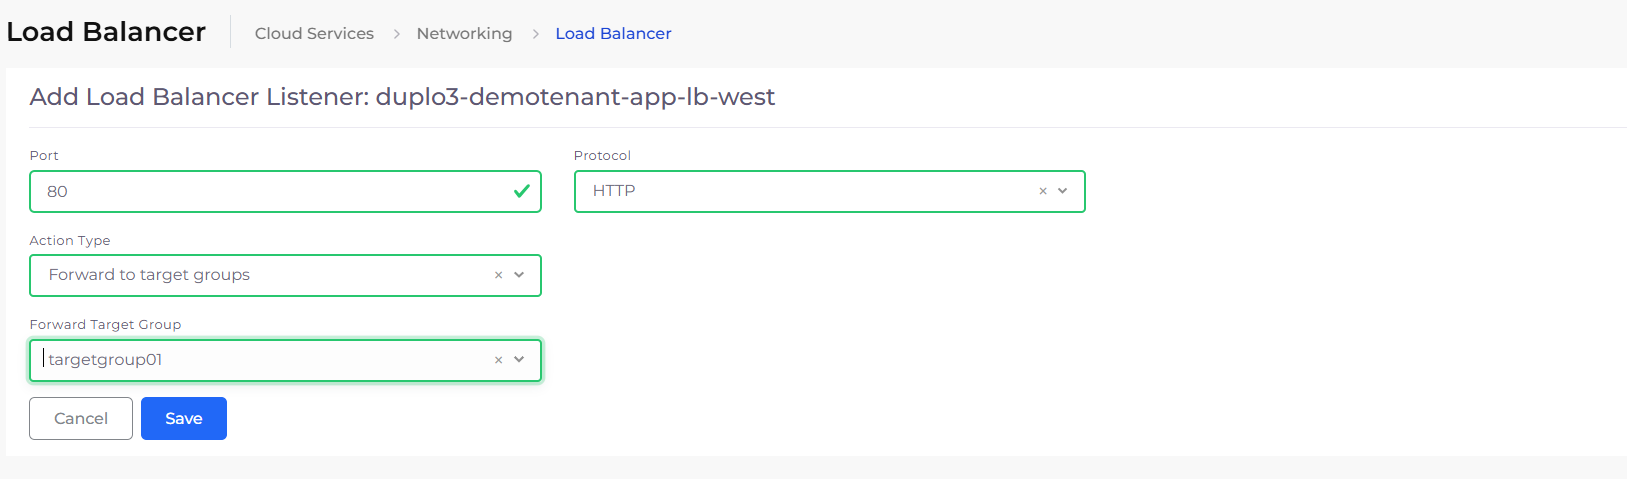 Load Balancer
Cloud Services > Networking > Load Balancer
Add Load Balancer Listener: duplo3-demotenant-app-lb-west
Port
80
Protocol
HTTP
Action Type
Forward to target groups
Forward Target Group
targetgroup01
Cancel
Save